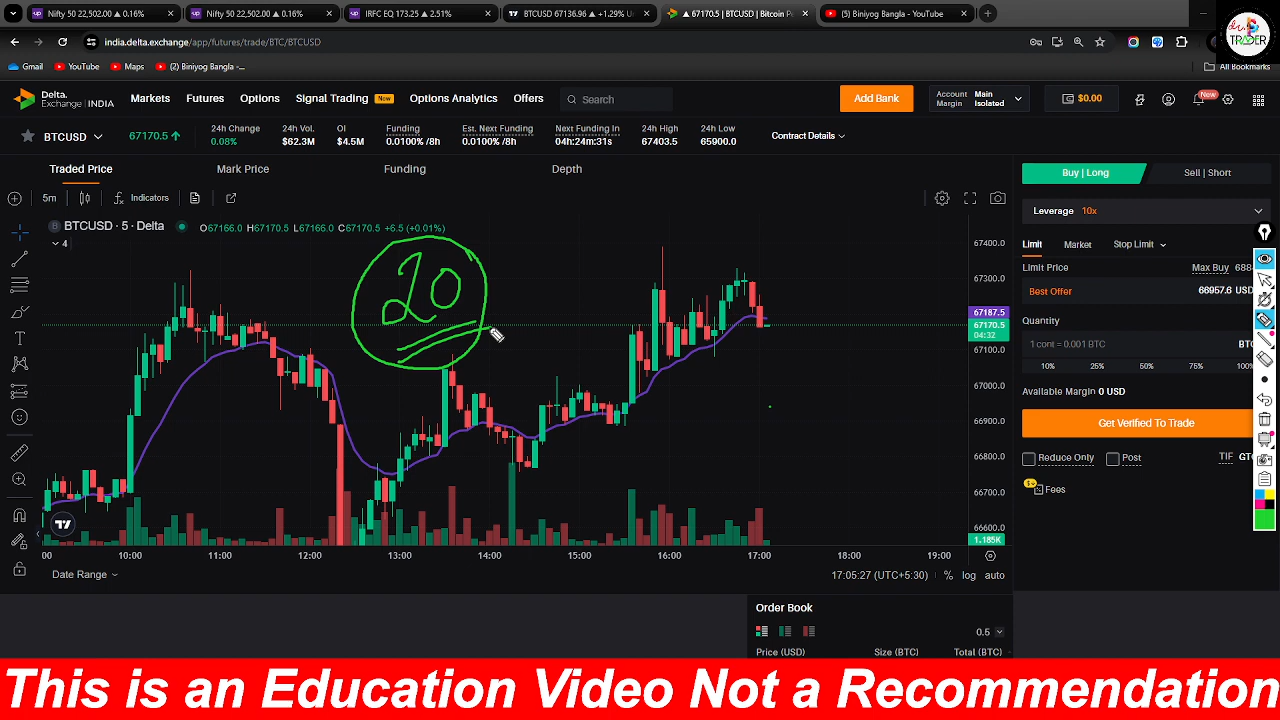 Nifty 50 22,502.00 ▲ 0.16%
Nifty 50 22,502.00 ▲ 0.16%
IRFC EQ 173.25 ▲ 2.51%
BTCUSD 67136.96 ▲ +1.29%
▲ 67170.5 | BTCUSD | Bitcoin
(5) Biniyog Bangla - YouTube
india.delta.exchange/app/futures/trade/BTC/BTCUSD
Gmail YouTube Maps (2) Biniyog Bangla -... All Bookmarks
TRADER
Delta. Exchange INDIA
Markets Futures Options Signal Trading New Options Analytics Offers Search Add Bank Account Margin Main Isolated $0.00 New
BTCUSD 67170.5
24h Change 0.08%
24h Vol. $62.3M
OI $4.5M
Funding 0.0100% /8h
Est. Next Funding 0.0100% /8h
Next Funding In 04h:24m:31s
24h High 67403.5
24h Low 65900.0
Contract Details
Traded Price Mark Price Funding Depth
5m Indicators
BTCUSD · 5 · Delta O67166.0 H67170.5 L67166.0 C67170.5 +6.5 (+0.01%)
4
67400.0
67300.0
67187.5
67170.5
04:32
67100.0
67000.0
66900.0
66800.0
66700.0
66600.0
1.185K
:00 10:00 11:00 12:00 13:00 14:00 15:00 16:00 17:00 18:00 19:00
Date Range 17:05:27 (UTC+5:30) % log auto
Buy | Long Sell | Short
Leverage 10x
Limit Market Stop Limit
Limit Price Max Buy
Best Offer 66957.6
Quantity
1 cont = 0.001 BTC
10% 25% 50% 75% 100%
Available Margin 0 USD
Get Verified To Trade
Reduce Only Post TIF
Fees
Order Book
0.5
Price (USD) Size (BTC) Total (BTC)
This is an Education Video Not a Recommendation